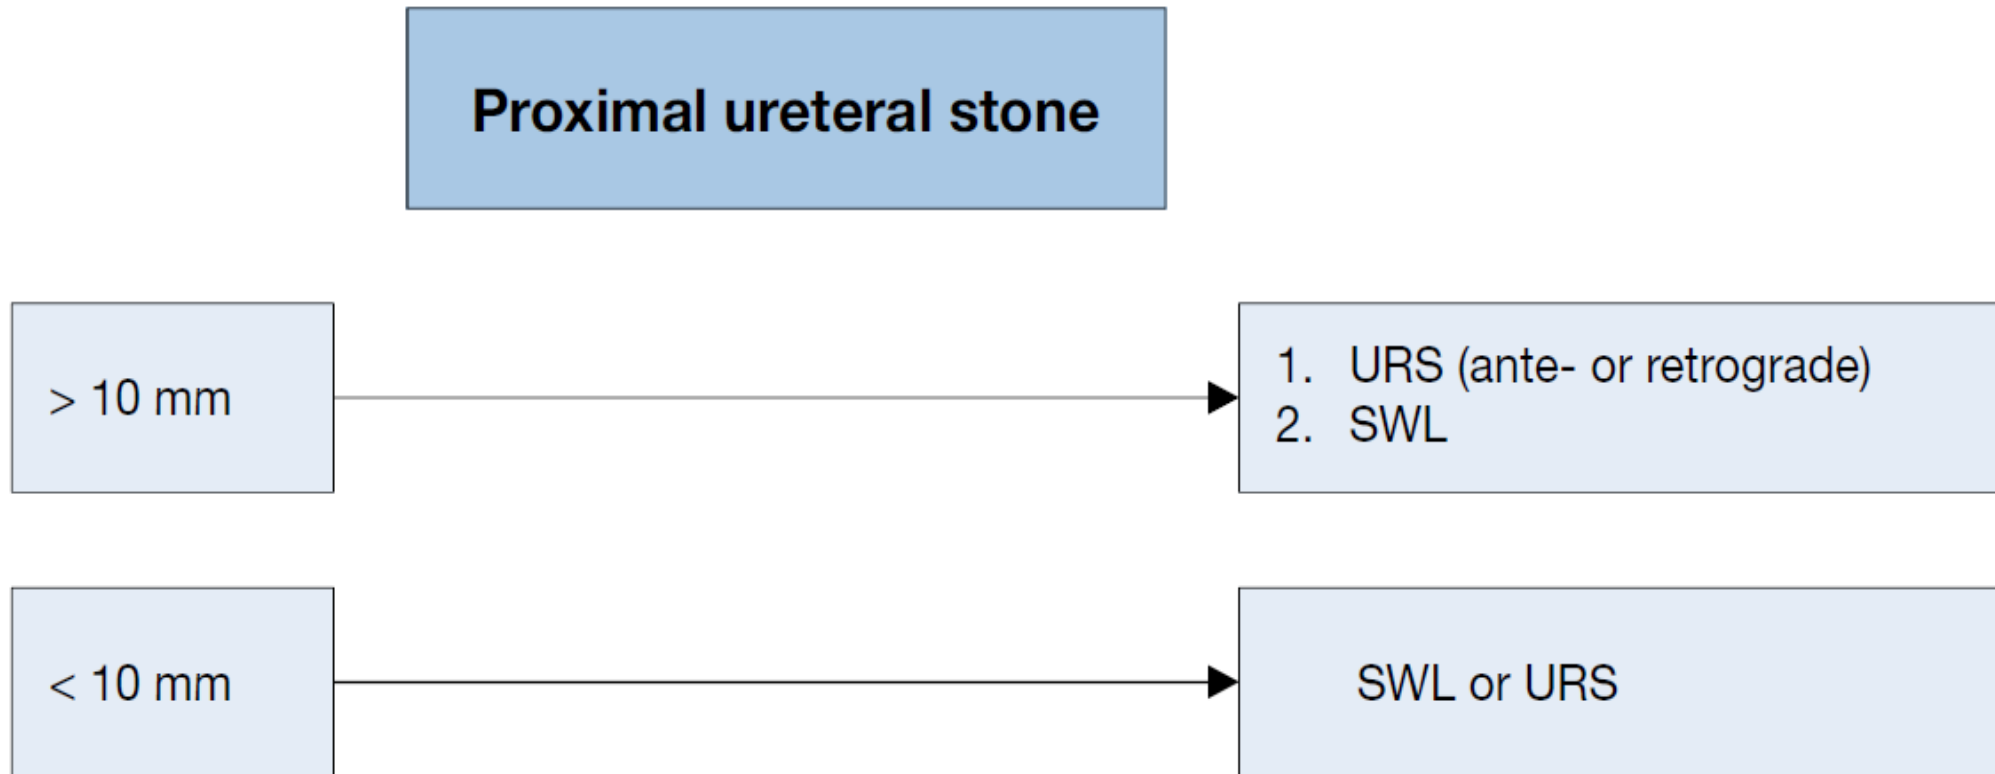 Proximal ureteral stone
> 10 mm
1. URS (ante- or retrograde)
2. SWL
< 10 mm
SWL or URS